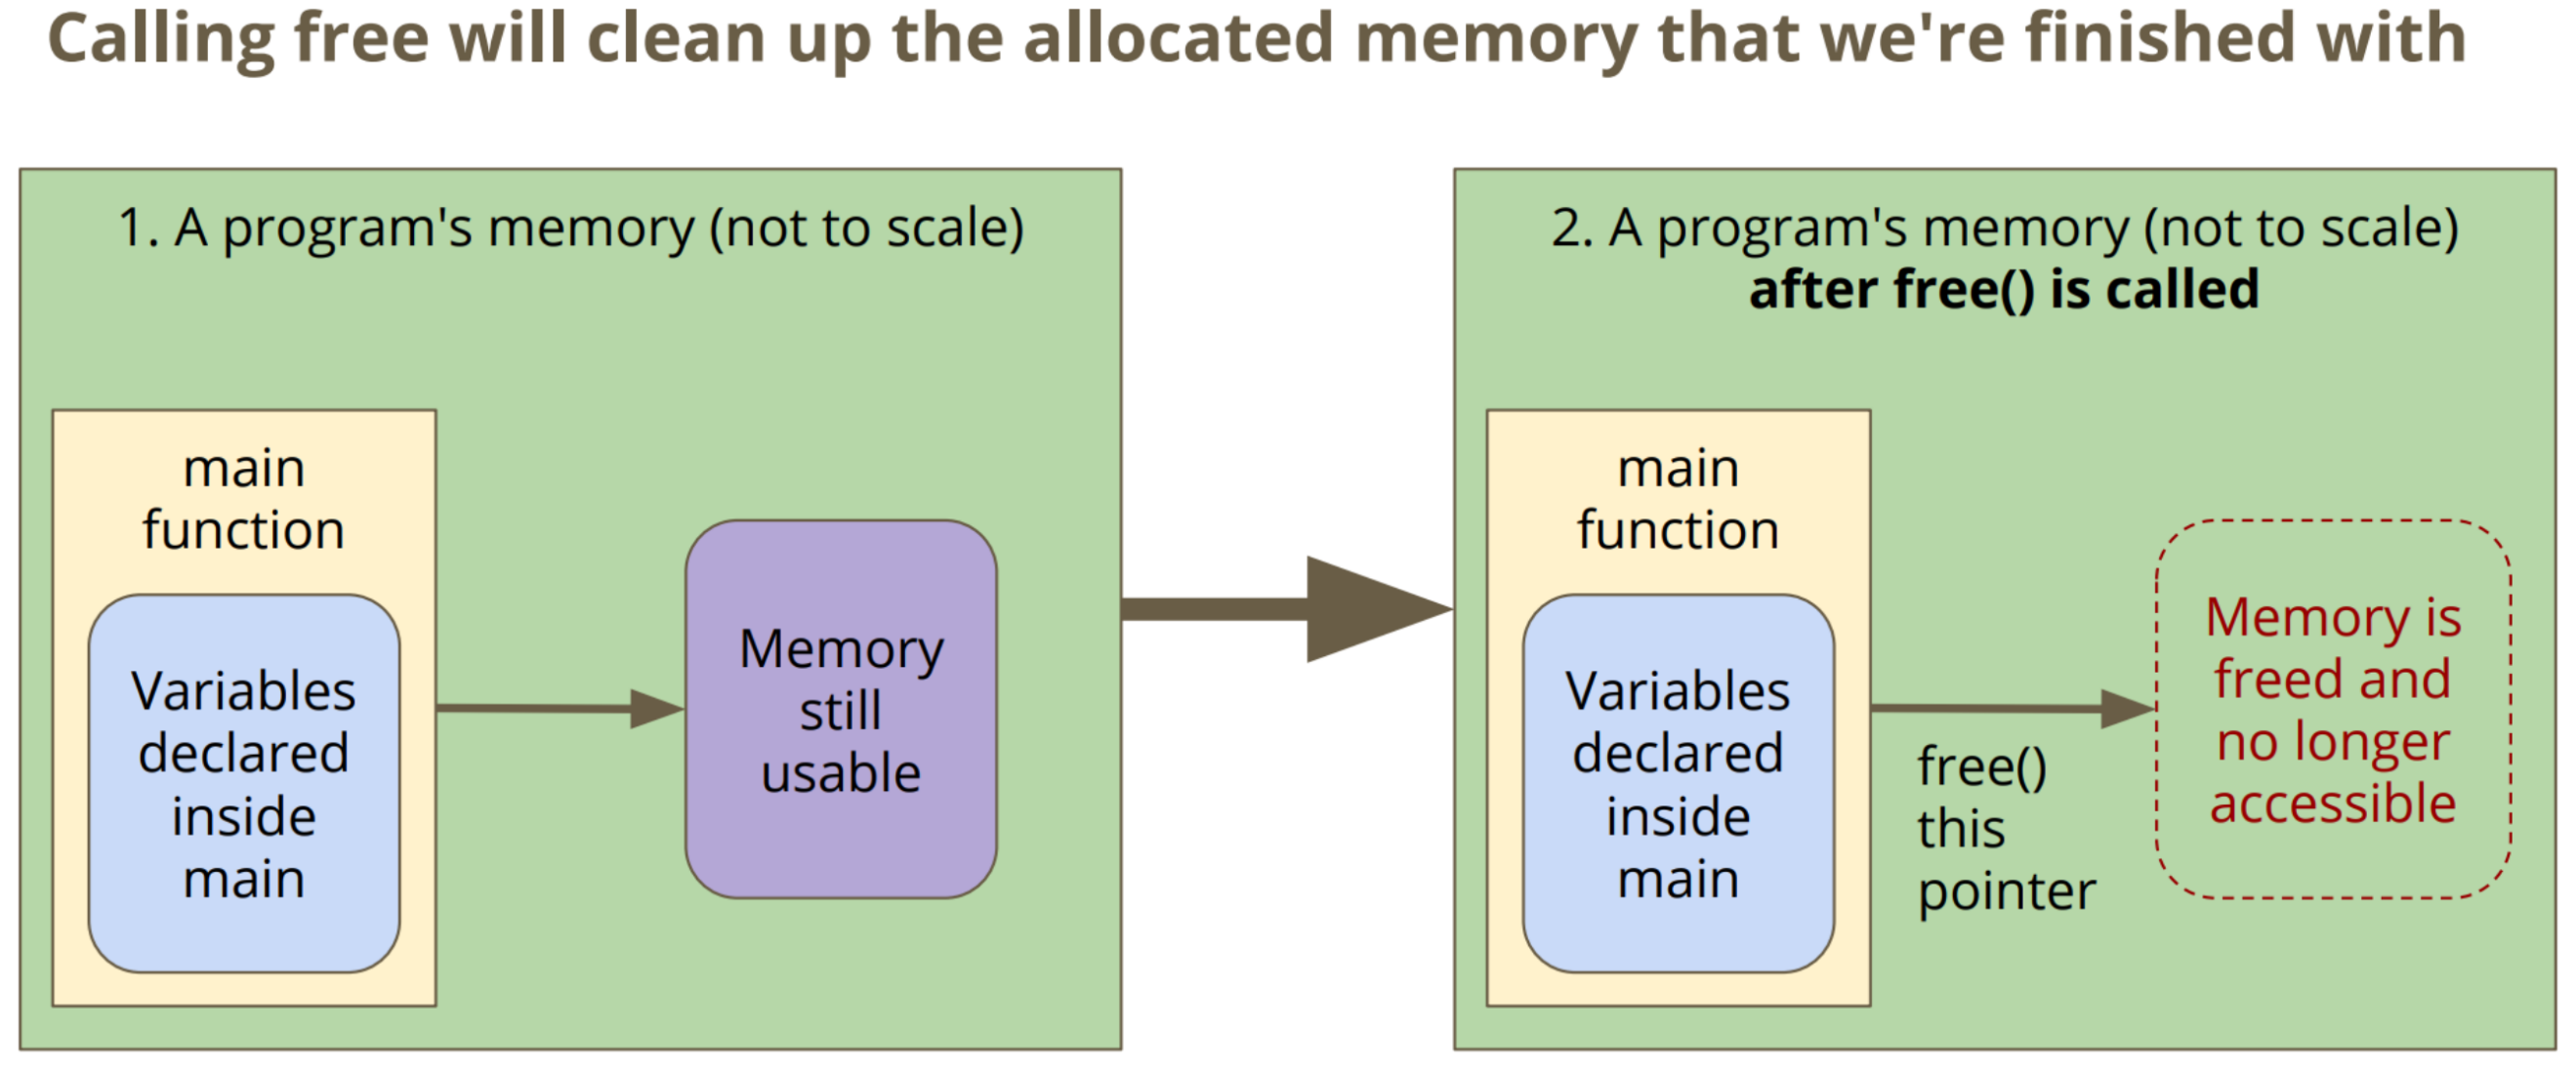 Calling free will clean up the allocated memory that we're finished with
1. A program's memory (not to scale)
main
function
Variables
declared
inside
main
Memory
still
usable
2. A program's memory (not to scale)
after free() is called
main
function
Variables
declared
inside
main
free()
this
pointer
Memory is
freed and
no longer
accessible